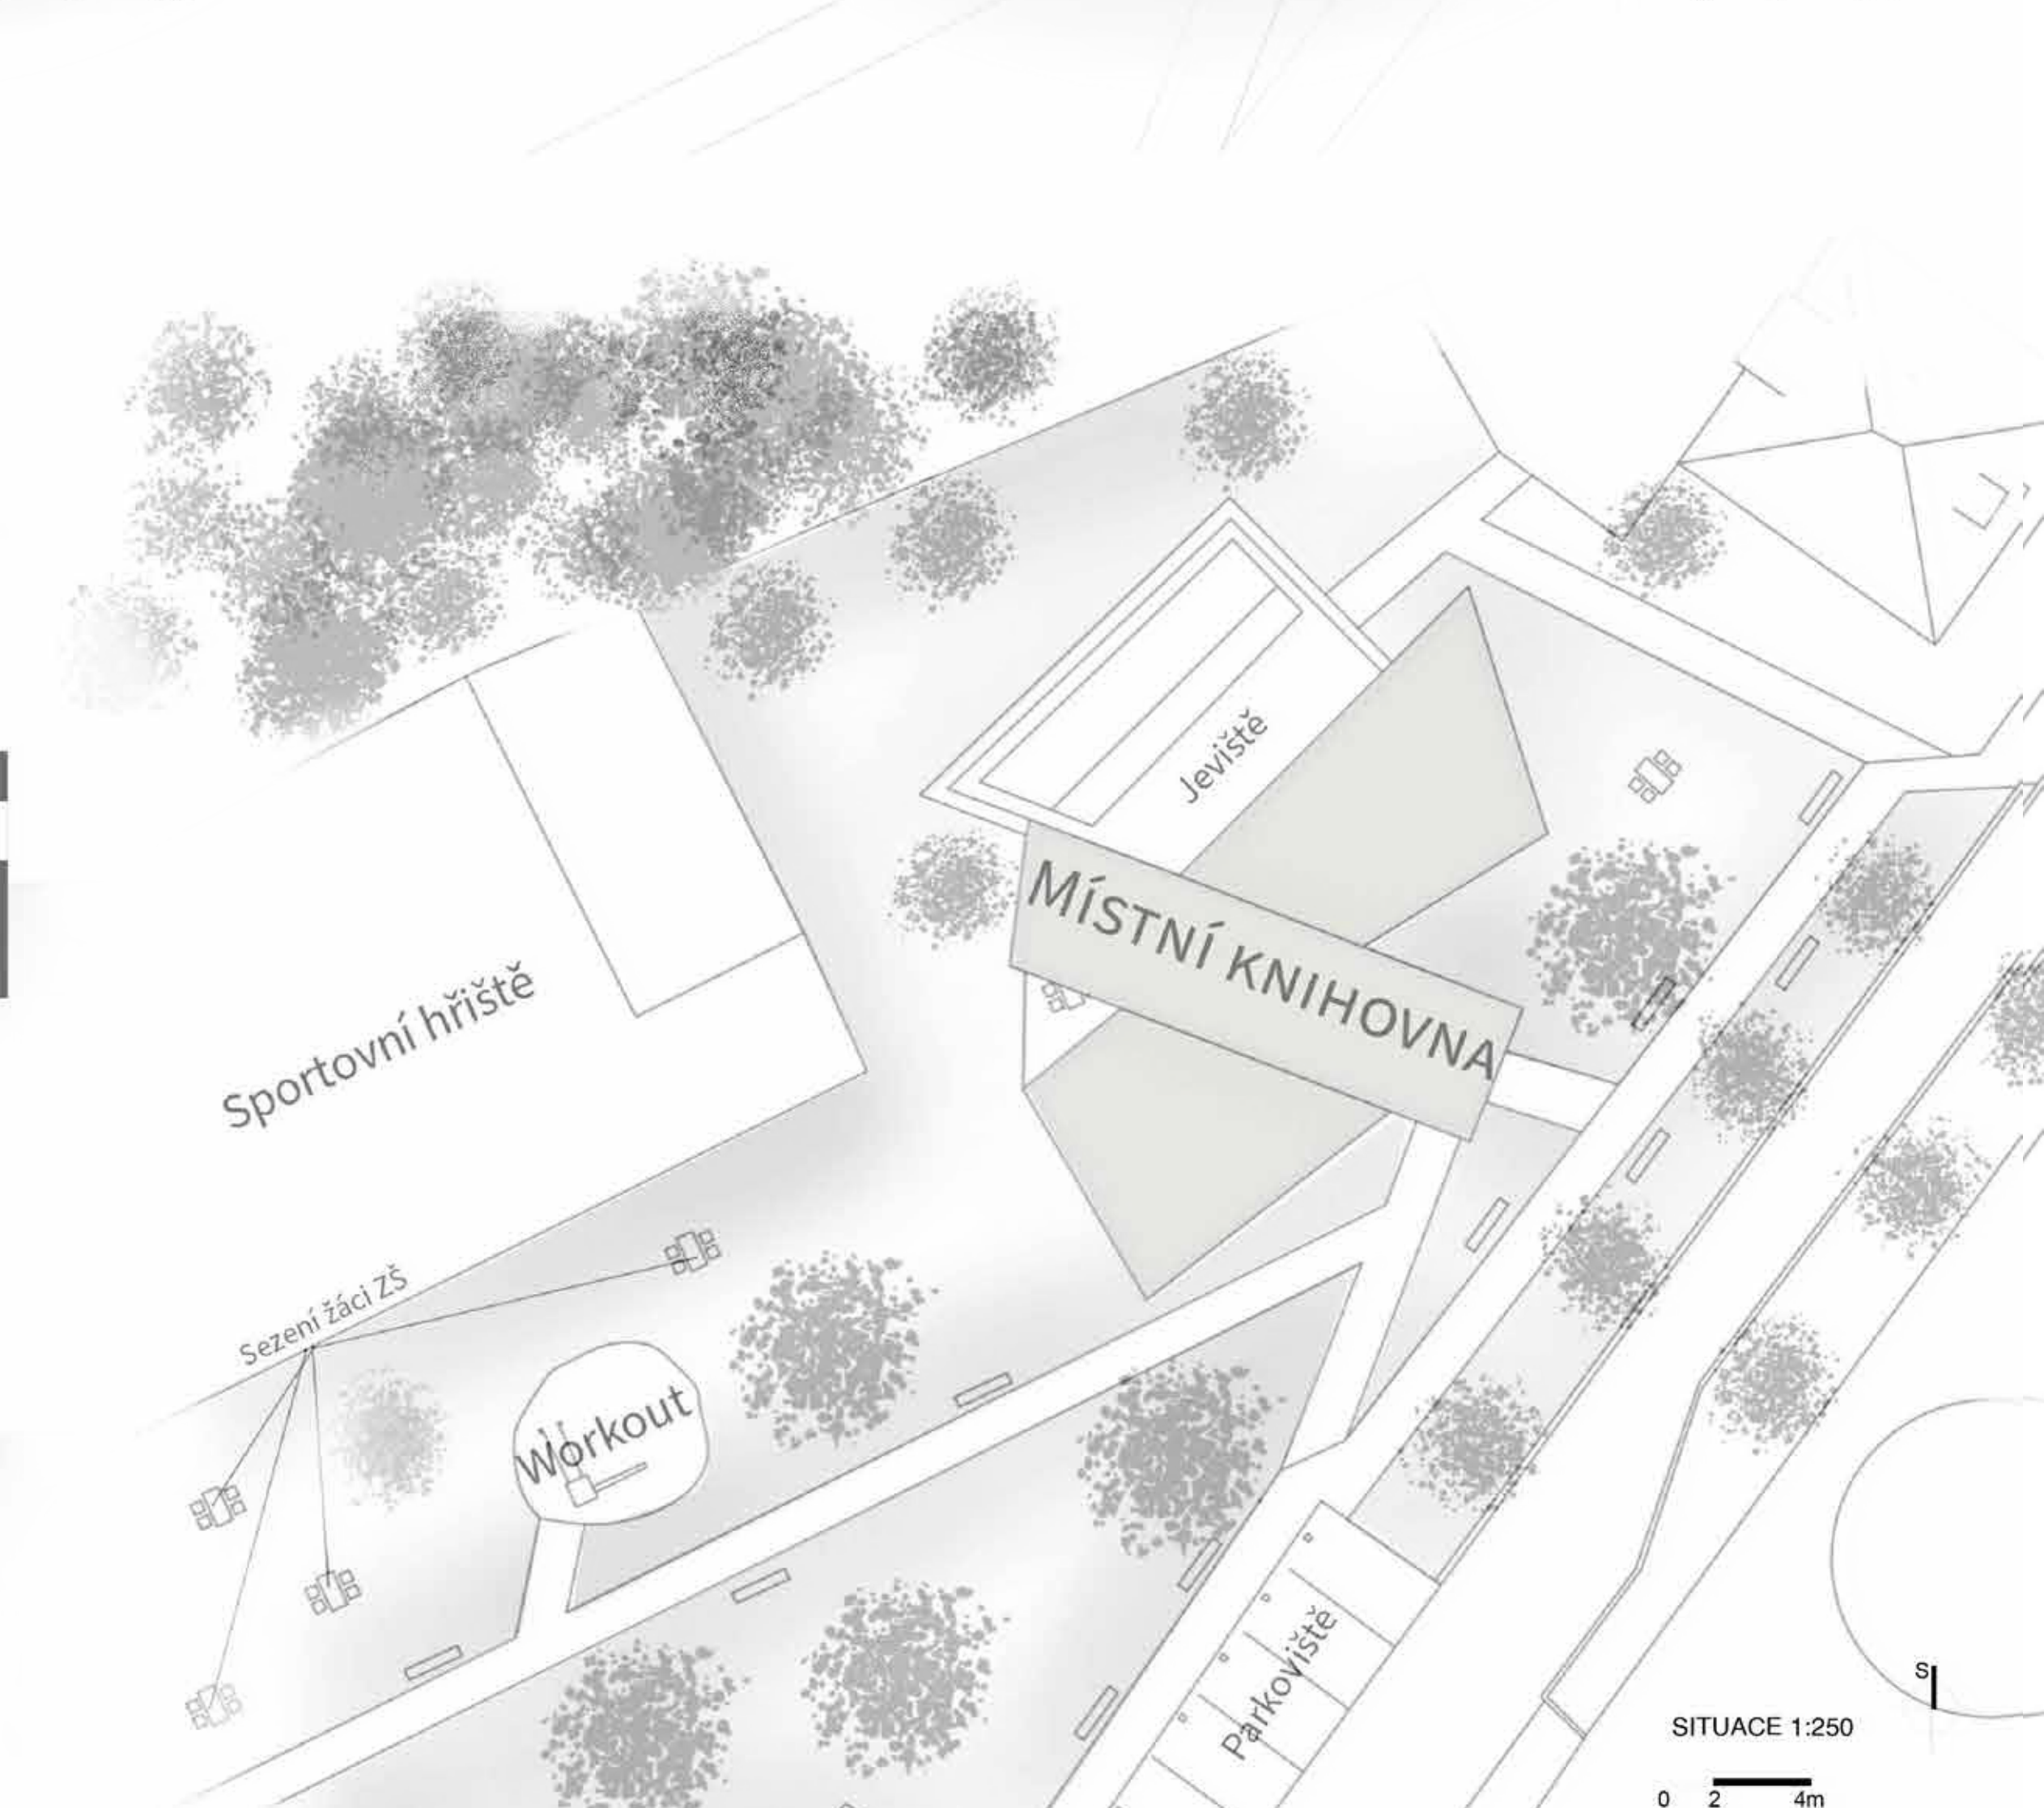 Jeviště
MÍSTNÍ KNIHOVNA
Sportovní hřiště
Sezení žáci ZŠ
Workout
Parkoviště
S
SITUACE 1:250
0 2 4m